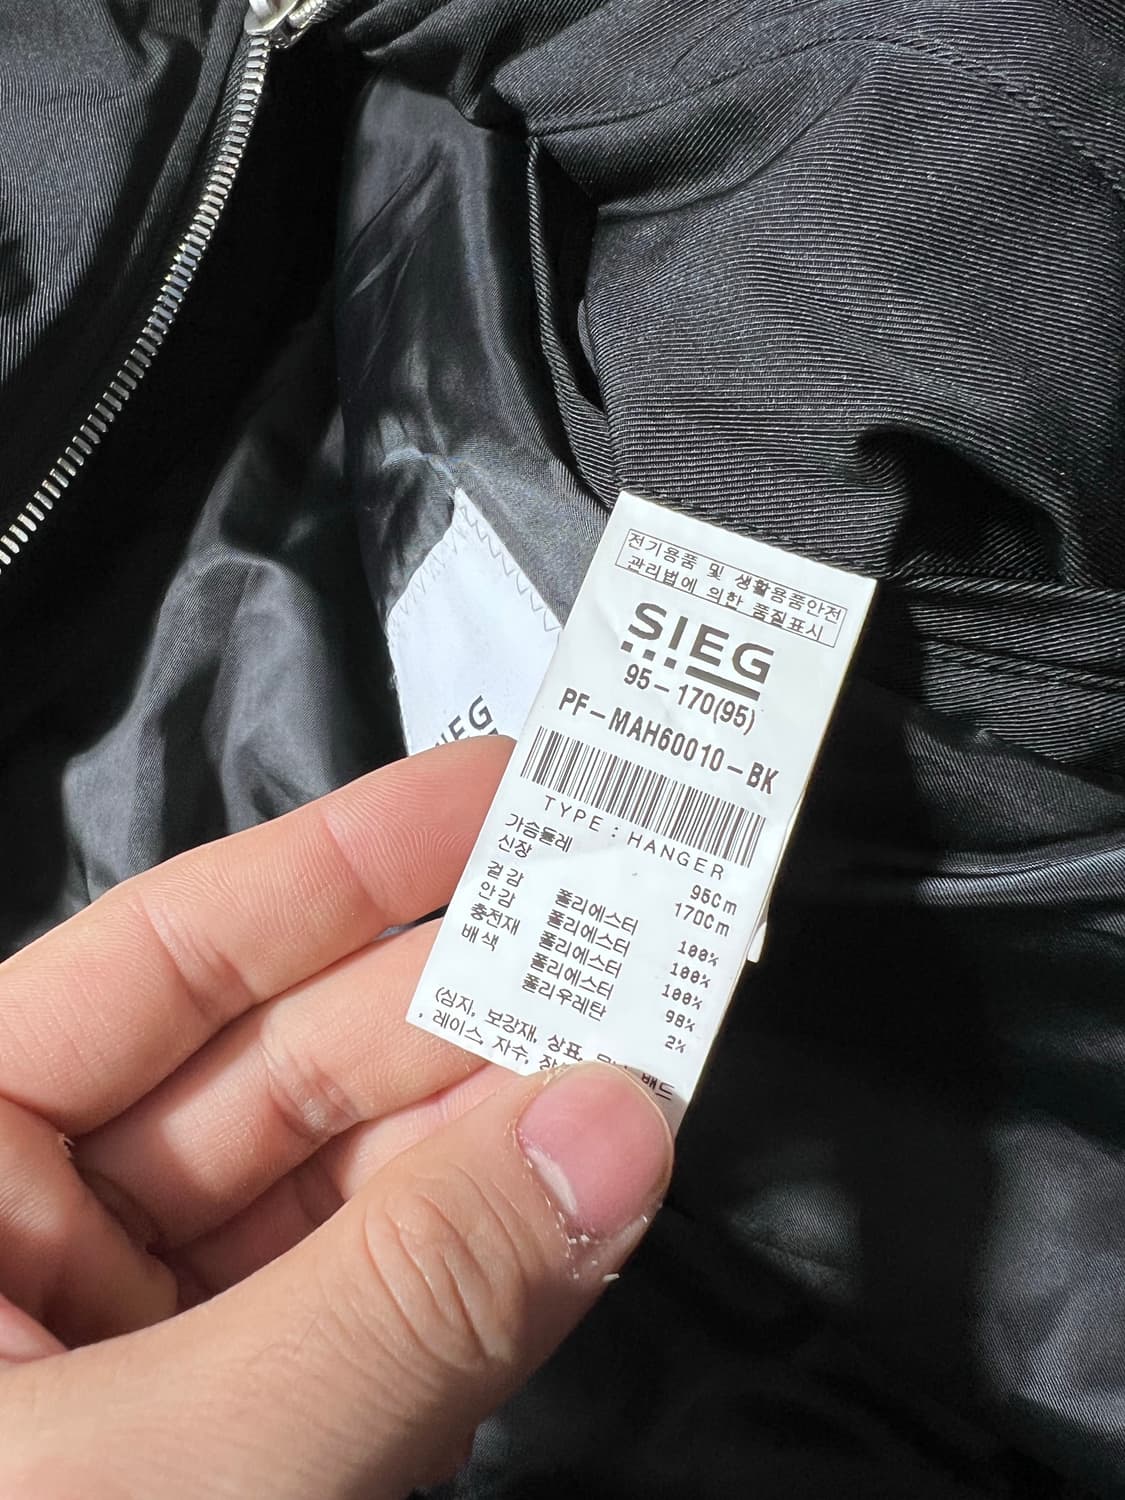 전기용품 및 생활용품안전
관리법에 의한 품질표시
SIEG
95-170(95)
PF-MAH60010-BK
TYPE: HANGER
가슴둘레 95Cm
신장 170Cm
겉감 폴리에스터 100%
안감 폴리에스터 100%
충전재 폴리에스터 100%
배색 폴리에스터 98%
폴리우레탄 2%
(심지, 보강재, 상표,
, 레이스, 자수,
IEG